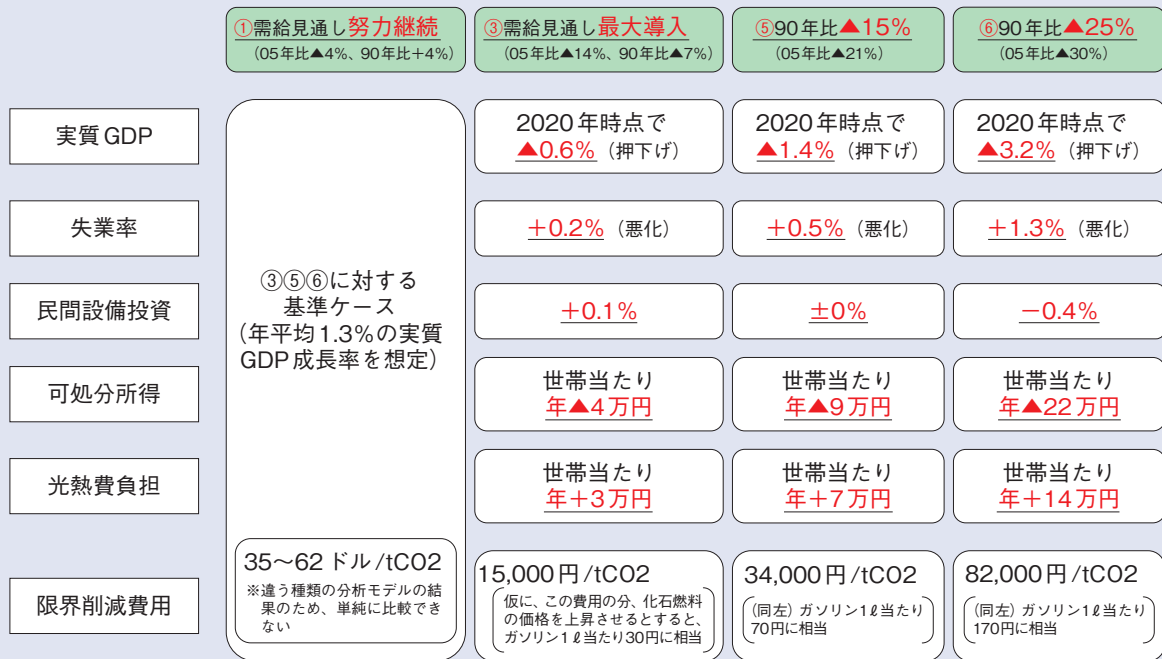 ①需給見通し努力継続
(05年比▲4%、90年比+4%)
③需給見通し最大導入
(05年比▲14%、90年比▲7%)
⑤90年比▲15%
(05年比▲21%)
⑥90年比▲25%
(05年比▲30%)
③⑤⑥に対する
基準ケース
(年平均1.3%の実質
GDP成長率を想定)
実質GDP
2020年時点で
▲0.6%(押下げ)
2020年時点で
▲1.4%(押下げ)
2020年時点で
▲3.2%(押下げ)
失業率
+0.2%(悪化)
+0.5%(悪化)
+1.3%(悪化)
民間設備投資
+0.1%
±0%
−0.4%
可処分所得
世帯当たり
年▲4万円
世帯当たり
年▲9万円
世帯当たり
年▲22万円
光熱費負担
世帯当たり
年+3万円
世帯当たり
年+7万円
世帯当たり
年+14万円
限界削減費用
35〜62ドル/tCO2
※違う種類の分析モデルの結
果のため、単純に比較でき
ない
15,000円/tCO2
仮に、この費用の分、化石燃料
の価格を上昇させるとすると、
ガソリン1ℓ当たり30円に相当
34,000円/tCO2
(同左)ガソリン1ℓ当たり
70円に相当
82,000円/tCO2
(同左)ガソリン1ℓ当たり
170円に相当